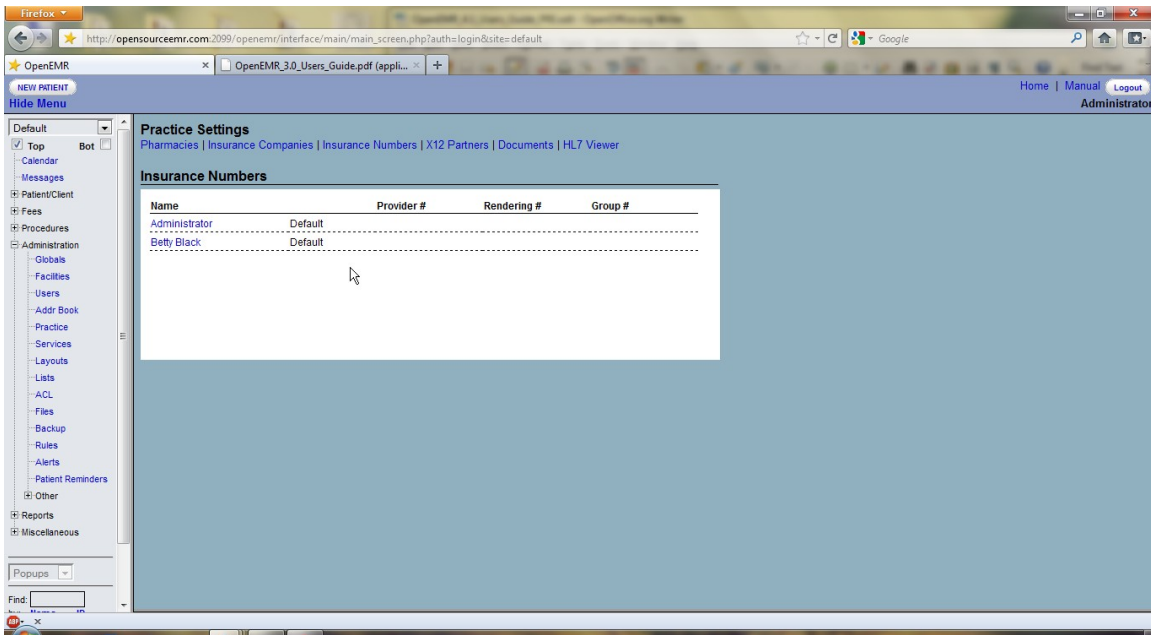 Firefox
http://opensourceemr.com:2099/openemr/interface/main/main_screen.php?auth=login&site=default
Google
OpenEMR
OpenEMR_3.0_Users_Guide.pdf (appli...
NEW PATIENT
Home | Manual Logout
Hide Menu
Administrator
Default
Top Bot
Calendar
Messages
Patient/Client
Fees
Procedures
Administration
Globals
Facilities
Users
Addr Book
Practice
Services
Layouts
Lists
ACL
Files
Backup
Rules
Alerts
Patient Reminders
Other
Reports
Miscellaneous
Popups
Find:
Practice Settings
Pharmacies | Insurance Companies | Insurance Numbers | X12 Partners | Documents | HL7 Viewer
Insurance Numbers
Name Provider # Rendering # Group #
Administrator Default
Betty Black Default
ABP